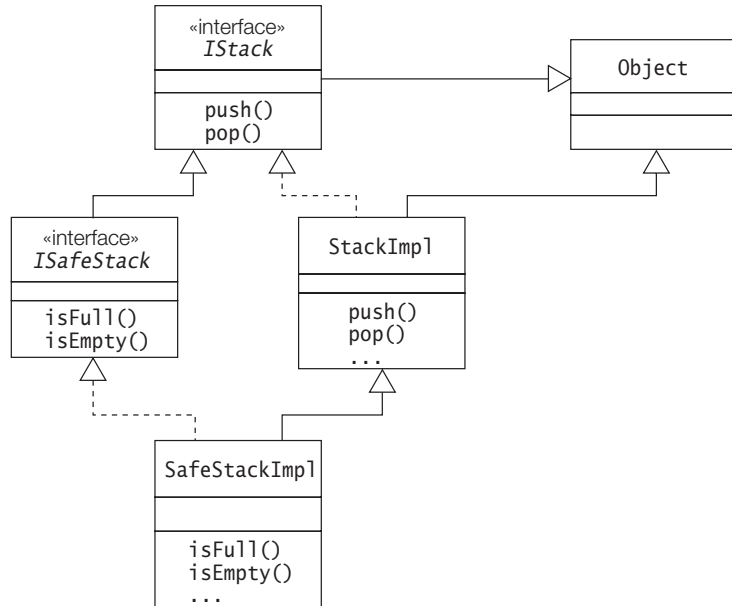 «interface»
IStack
push()
pop()
Object
«interface»
ISafeStack
isFull()
isEmpty()
StackImpl
push()
pop()
...
SafeStackImpl
isFull()
isEmpty()
...